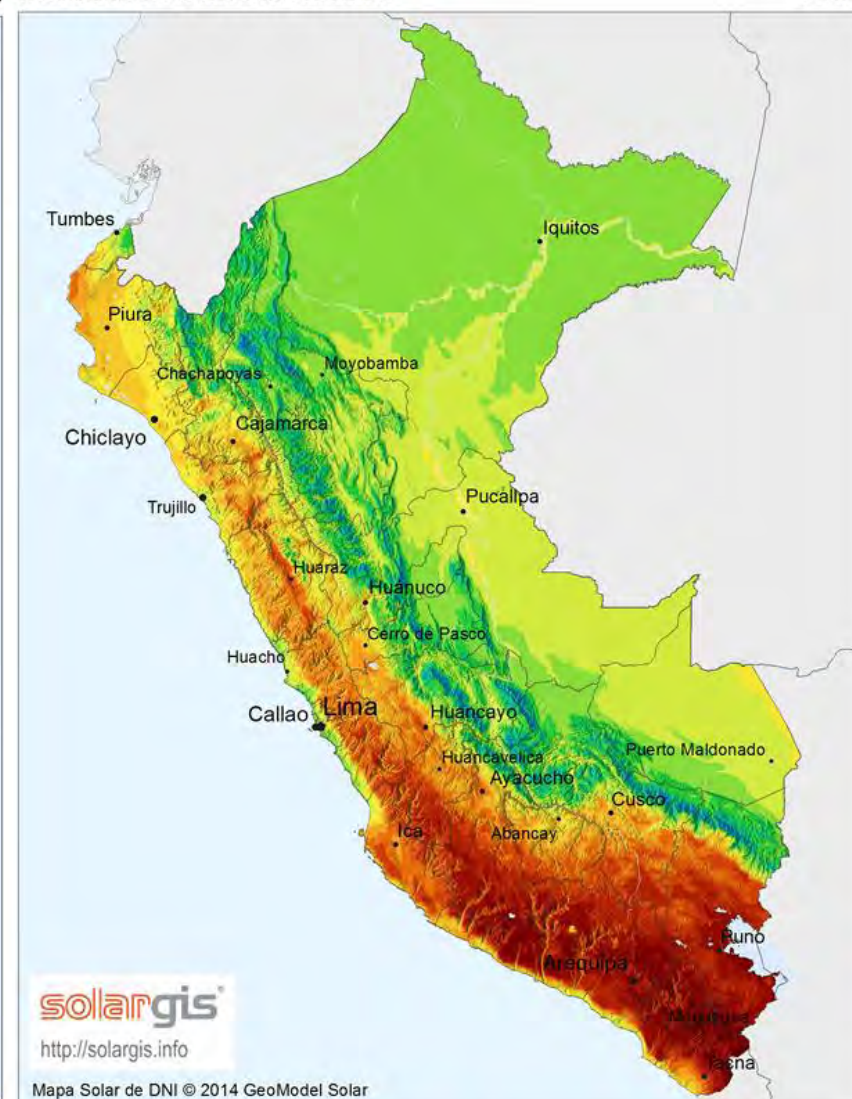 Tumbes
Iquitos
Piura
Chachapoyas
Moyobamba
Chiclayo
Cajamarca
Trujillo
Pucallpa
Huaraz
Huánuco
Cerro de Pasco
Huacho
Callao
Lima
Huancayo
Huancavelica
Puerto Maldonado
Ayacucho
Cusco
Abancay
Ica
Puno
Arequipa
Moquegua
Tacna
solargis
http://solargis.info
Mapa Solar de DNI © 2014 GeoModel Solar